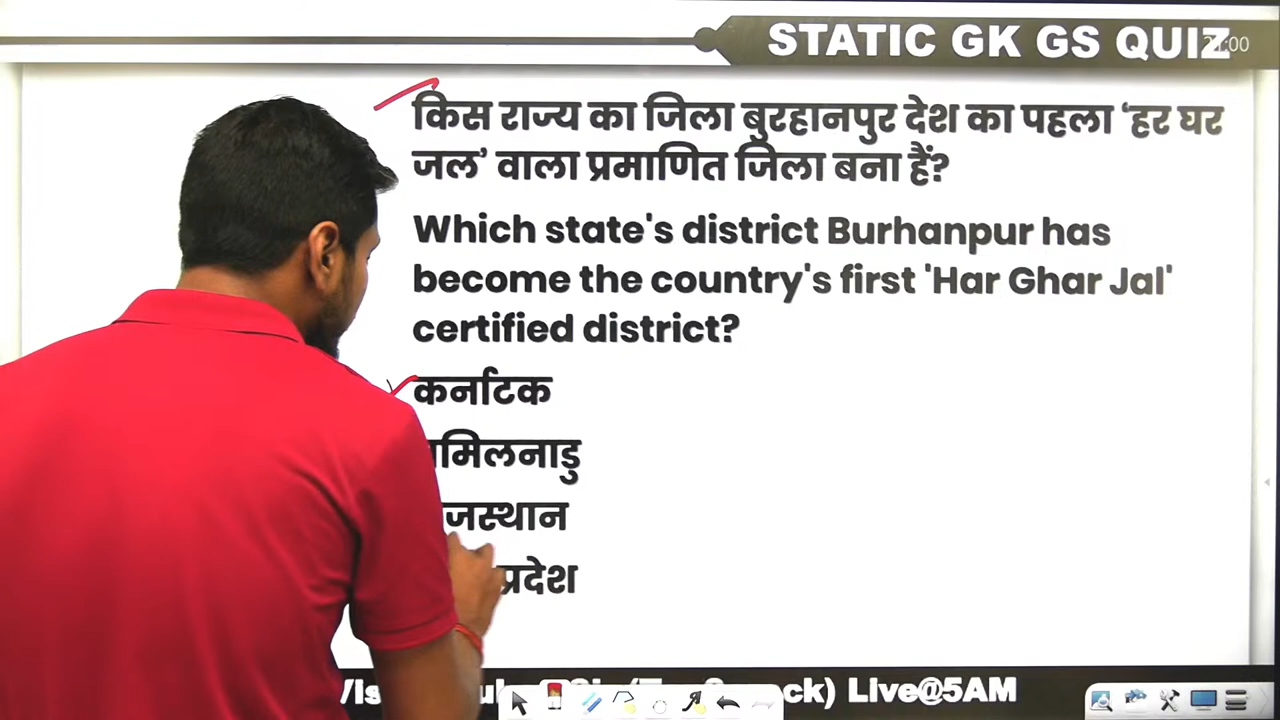 STATIC GK GS QUIZ
किस राज्य का जिला बुरहानपुर देश का पहला ‘हर घर
जल’ वाला प्रमाणित जिला बना हैं?
Which state's district Burhanpur has
become the country's first 'Har Ghar Jal'
certified district?
कर्नाटक
मिलनाडु
जस्थान
प्रदेश
Live@5AM